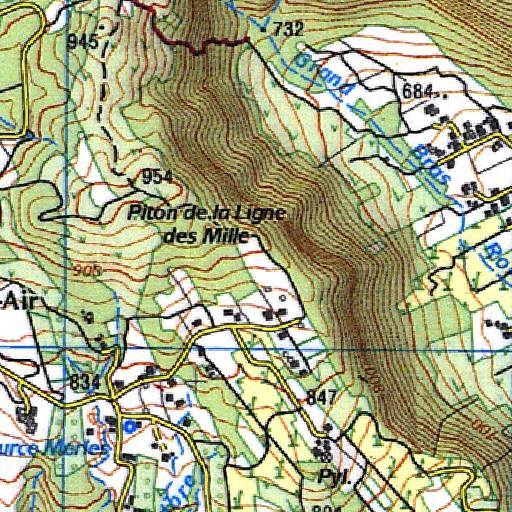 732
945
Grand
684
Bras
954
Piton de la Ligne
des Mille
905
Air
834
847
Pyl.